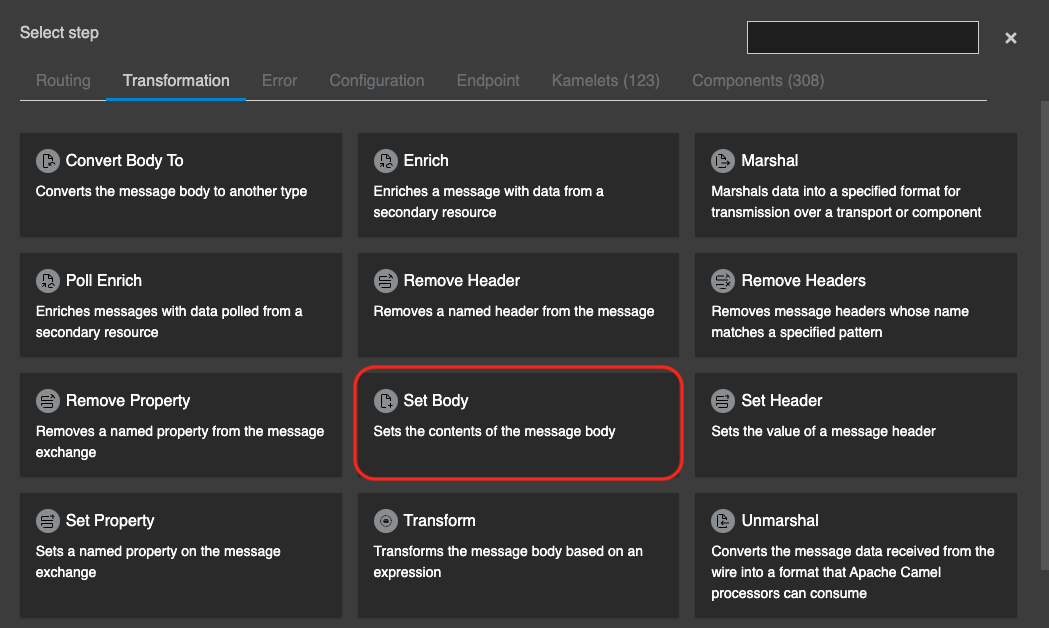 Select step
Routing Transformation Error Configuration Endpoint Kamelets (123) Components (308)
Convert Body To
Converts the message body to another type
Enrich
Enriches a message with data from a
secondary resource
Marshal
Marshals data into a specified format for
transmission over a transport or component
Poll Enrich
Enriches messages with data polled from a
secondary resource
Remove Header
Removes a named header from the message
Remove Headers
Removes message headers whose name
matches a specified pattern
Remove Property
Removes a named property from the message
exchange
Set Body
Sets the contents of the message body
Set Header
Sets the value of a message header
Set Property
Sets a named property on the message
exchange
Transform
Transforms the message body based on an
expression
Unmarshal
Converts the message data received from the
wire into a format that Apache Camel
processors can consume